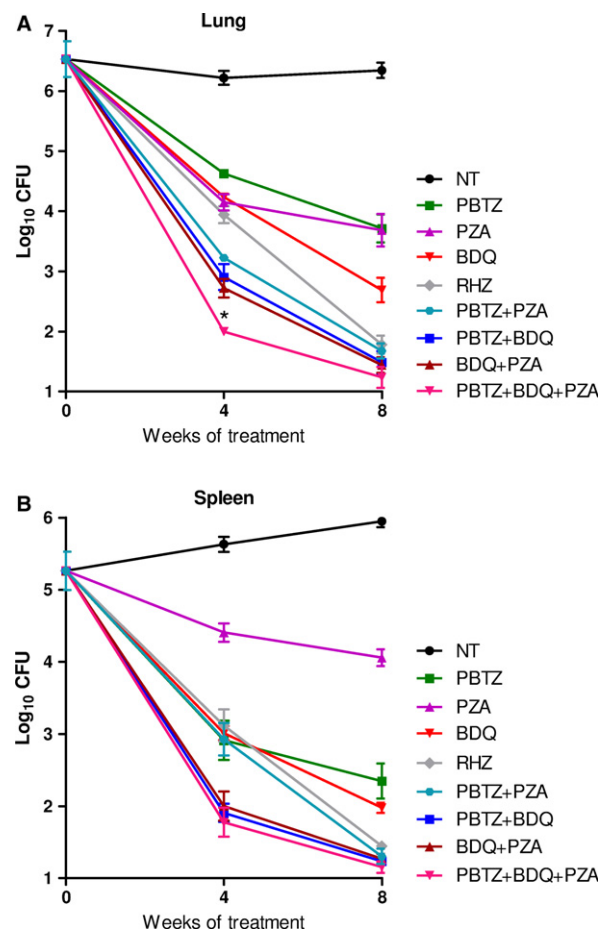 A
Lung
7
6
5
4
3
2
1
Log10 CFU
*
0
4
8
Weeks of treatment
NT
PBTZ
PZA
BDQ
RHZ
PBTZ+PZA
PBTZ+BDQ
BDQ+PZA
PBTZ+BDQ+PZA
B
Spleen
6
5
4
3
2
1
Log10 CFU
0
4
8
Weeks of treatment
NT
PBTZ
PZA
BDQ
RHZ
PBTZ+PZA
PBTZ+BDQ
BDQ+PZA
PBTZ+BDQ+PZA